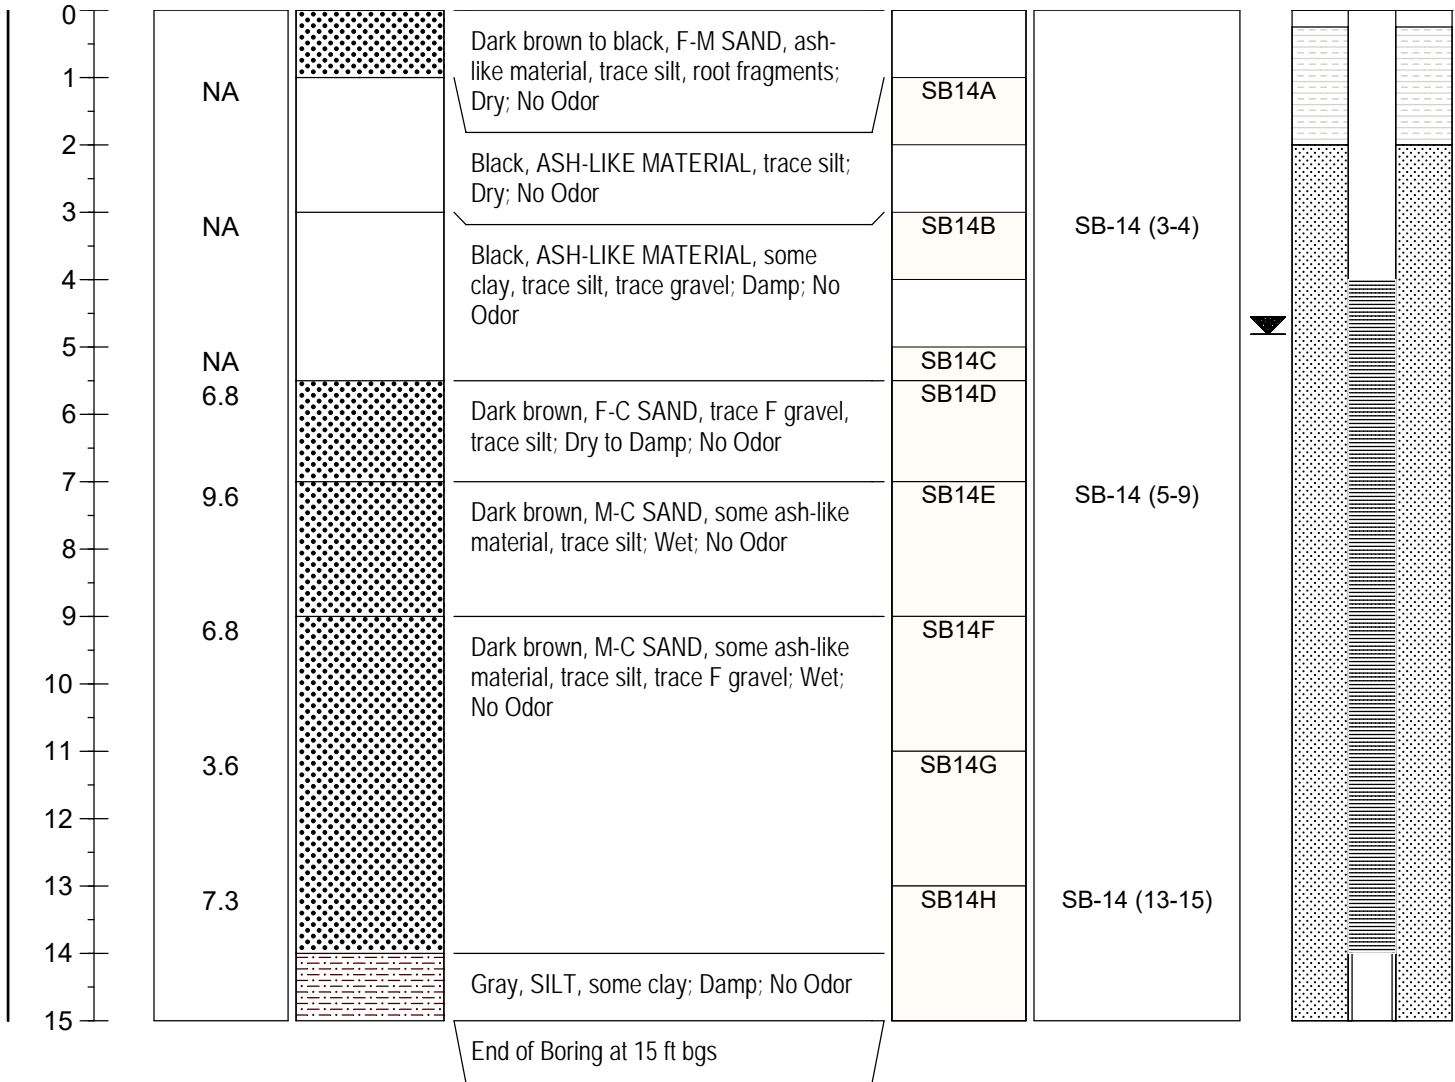 0
Dark brown to black, F-M SAND, ash-
like material, trace silt, root fragments;
Dry; No Odor
1
NA
SB14A
2
Black, ASH-LIKE MATERIAL, trace silt;
Dry; No Odor
3
NA
SB14B
SB-14 (3-4)
Black, ASH-LIKE MATERIAL, some
clay, trace silt, trace gravel; Damp; No
Odor
4
5
NA
SB14C
6.8
SB14D
6
Dark brown, F-C SAND, trace F gravel,
trace silt; Dry to Damp; No Odor
7
9.6
SB14E
SB-14 (5-9)
Dark brown, M-C SAND, some ash-like
material, trace silt; Wet; No Odor
8
9
6.8
SB14F
Dark brown, M-C SAND, some ash-like
material, trace silt, trace F gravel; Wet;
No Odor
10
11
3.6
SB14G
12
13
7.3
SB14H
SB-14 (13-15)
14
Gray, SILT, some clay; Damp; No Odor
15
End of Boring at 15 ft bgs